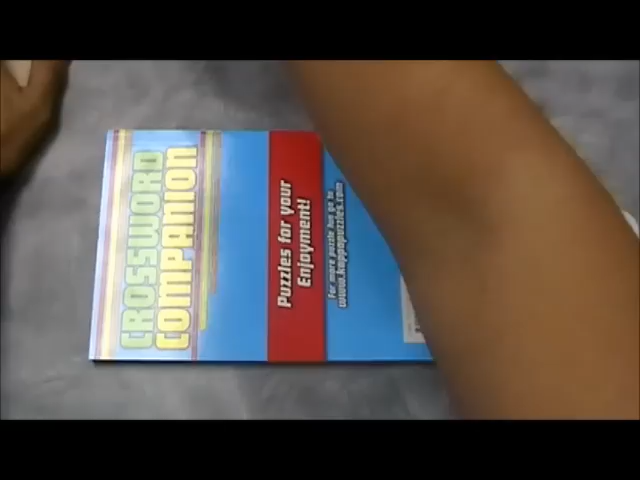 CROSSWORD
COMPANION
Puzzles for your
Enjoyment!
For more puzzle fun go to
www.kappapuzzles.com